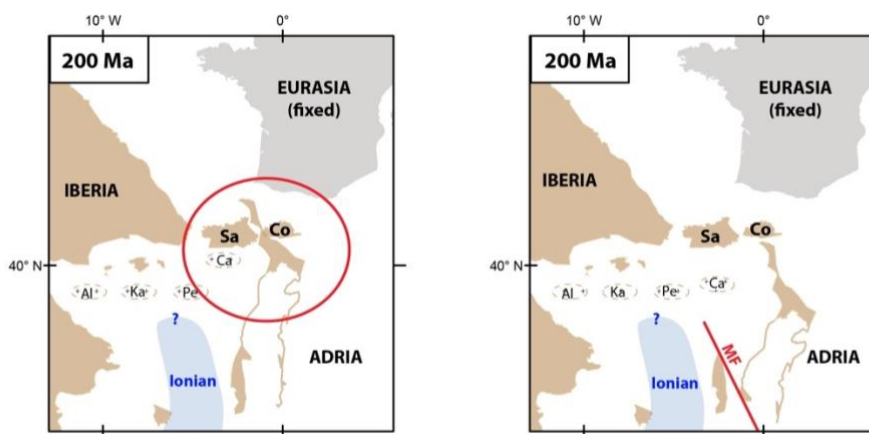 10° W
0°
200 Ma
EURASIA
(fixed)
IBERIA
Sa
Co
Ca
40° N
Al
Ka
Pe
?
Ionian
ADRIA
10° W
0°
200 Ma
EURASIA
(fixed)
IBERIA
Sa
Co
Al
Ka
Pe
Ca
?
MF
Ionian
ADRIA